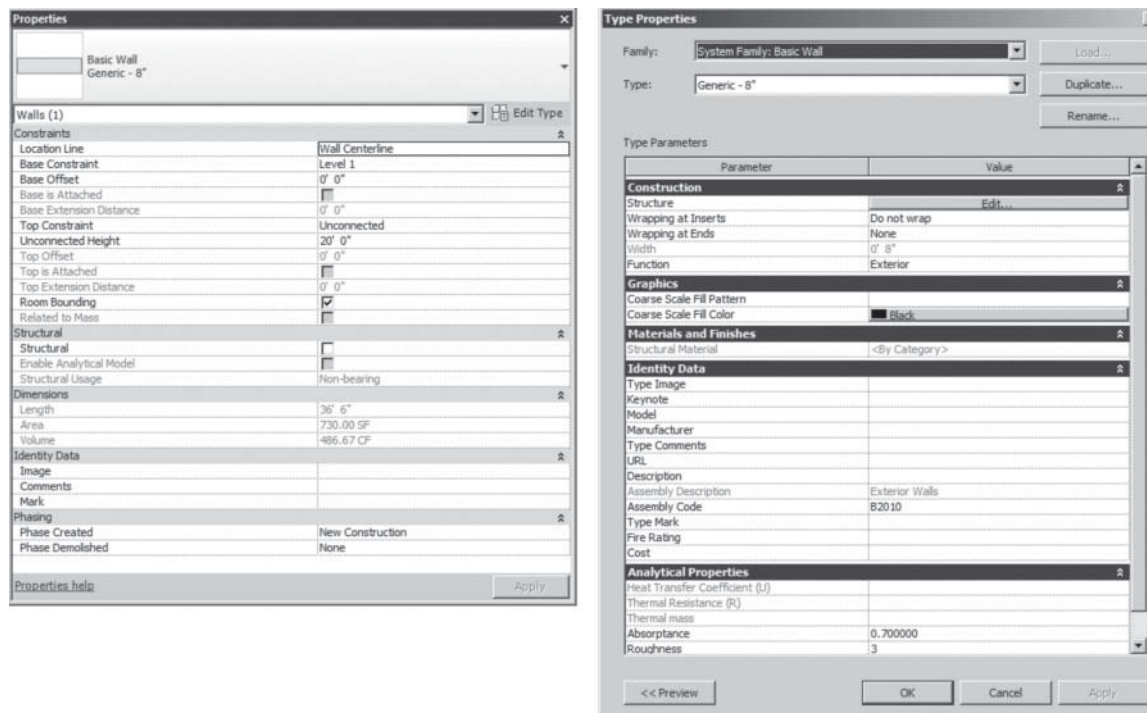 Properties
Basic Wall
Generic - 8"
Walls (1)
Edit Type
Constraints
Location Line Wall Centerline
Base Constraint Level 1
Base Offset 0' 0"
Base is Attached
Base Extension Distance 0' 0"
Top Constraint Unconnected
Unconnected Height 20' 0"
Top Offset 0' 0"
Top is Attached
Top Extension Distance 0' 0"
Room Bounding
Related to Mass
Structural
Structural
Enable Analytical Model
Structural Usage Non-bearing
Dimensions
Length 36' 6"
Area 730.00 SF
Volume 486.67 CF
Identity Data
Image
Comments
Mark
Phasing
Phase Created New Construction
Phase Demolished None
Properties help
Apply
Type Properties
Family: System Family: Basic Wall Load...
Type: Generic - 8" Duplicate...
Rename...
Type Parameters
Parameter Value
Construction
Structure Edit...
Wrapping at Inserts Do not wrap
Wrapping at Ends None
Width 0' 8"
Function Exterior
Graphics
Coarse Scale Fill Pattern
Coarse Scale Fill Color Black
Materials and Finishes
Structural Material <By Category>
Identity Data
Type Image
Keynote
Model
Manufacturer
Type Comments
URL
Description
Assembly Description Exterior Walls
Assembly Code B2010
Type Mark
Fire Rating
Cost
Analytical Properties
Heat Transfer Coefficient (U)
Thermal Resistance (R)
Thermal mass
Absorptance 0.700000
Roughness 3
<< Preview OK Cancel Apply